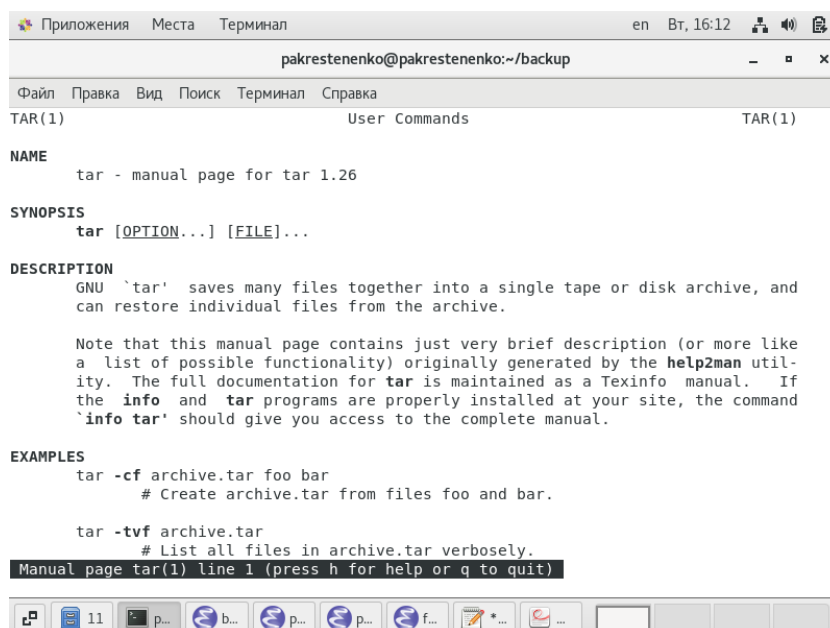 Приложения Места Терминал en Вт, 16:12
pakrestenenko@pakrestenenko:~/backup
Файл Правка Вид Поиск Терминал Справка
TAR(1) User Commands TAR(1)
NAME
tar - manual page for tar 1.26
SYNOPSIS
tar [OPTION...] [FILE]...
DESCRIPTION
GNU `tar' saves many files together into a single tape or disk archive, and
can restore individual files from the archive.
Note that this manual page contains just very brief description (or more like
a list of possible functionality) originally generated by the help2man util-
ity. The full documentation for tar is maintained as a Texinfo manual. If
the info and tar programs are properly installed at your site, the command
`info tar' should give you access to the complete manual.
EXAMPLES
tar -cf archive.tar foo bar
# Create archive.tar from files foo and bar.
tar -tvf archive.tar
# List all files in archive.tar verbosely.
Manual page tar(1) line 1 (press h for help or q to quit)
11 p... b... p... p... f... *... ...